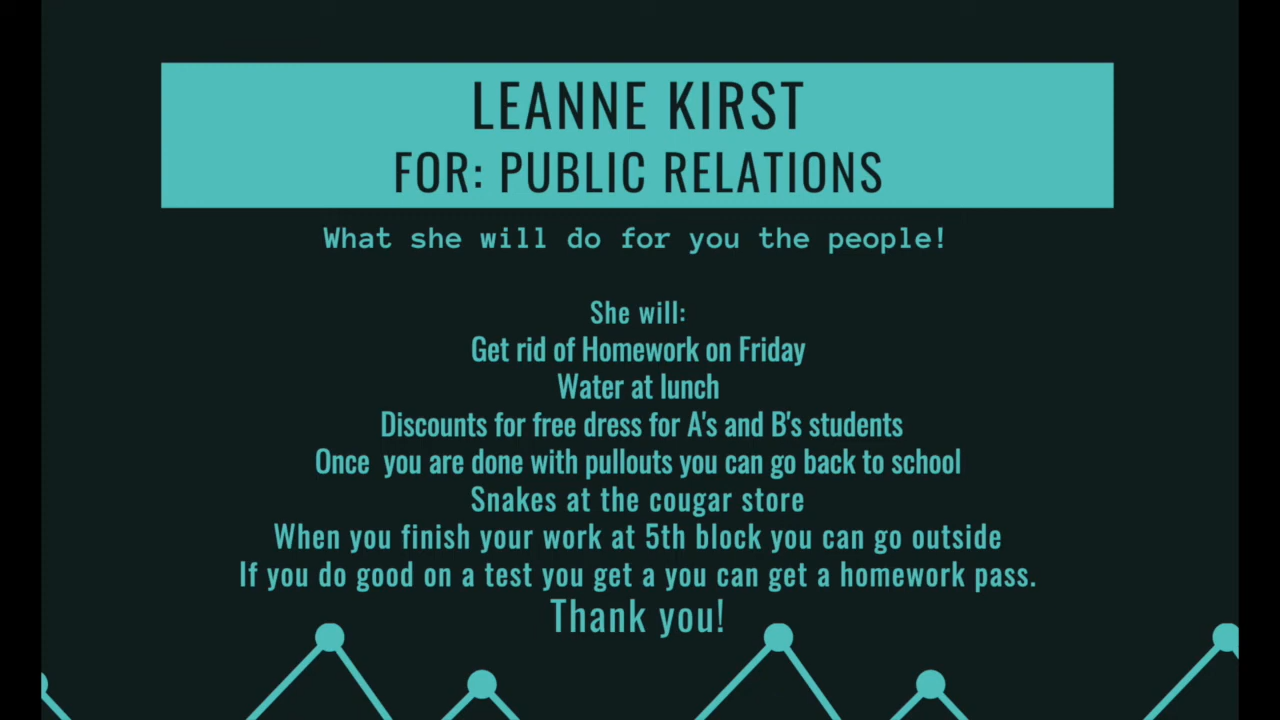 LEANNE KIRST
FOR: PUBLIC RELATIONS
What she will do for you the people!
She will:
Get rid of Homework on Friday
Water at lunch
Discounts for free dress for A's and B's students
Once  you are done with pullouts you can go back to school
Snakes at the cougar store
When you finish your work at 5th block you can go outside
If you do good on a test you get a you can get a homework pass.
Thank you!